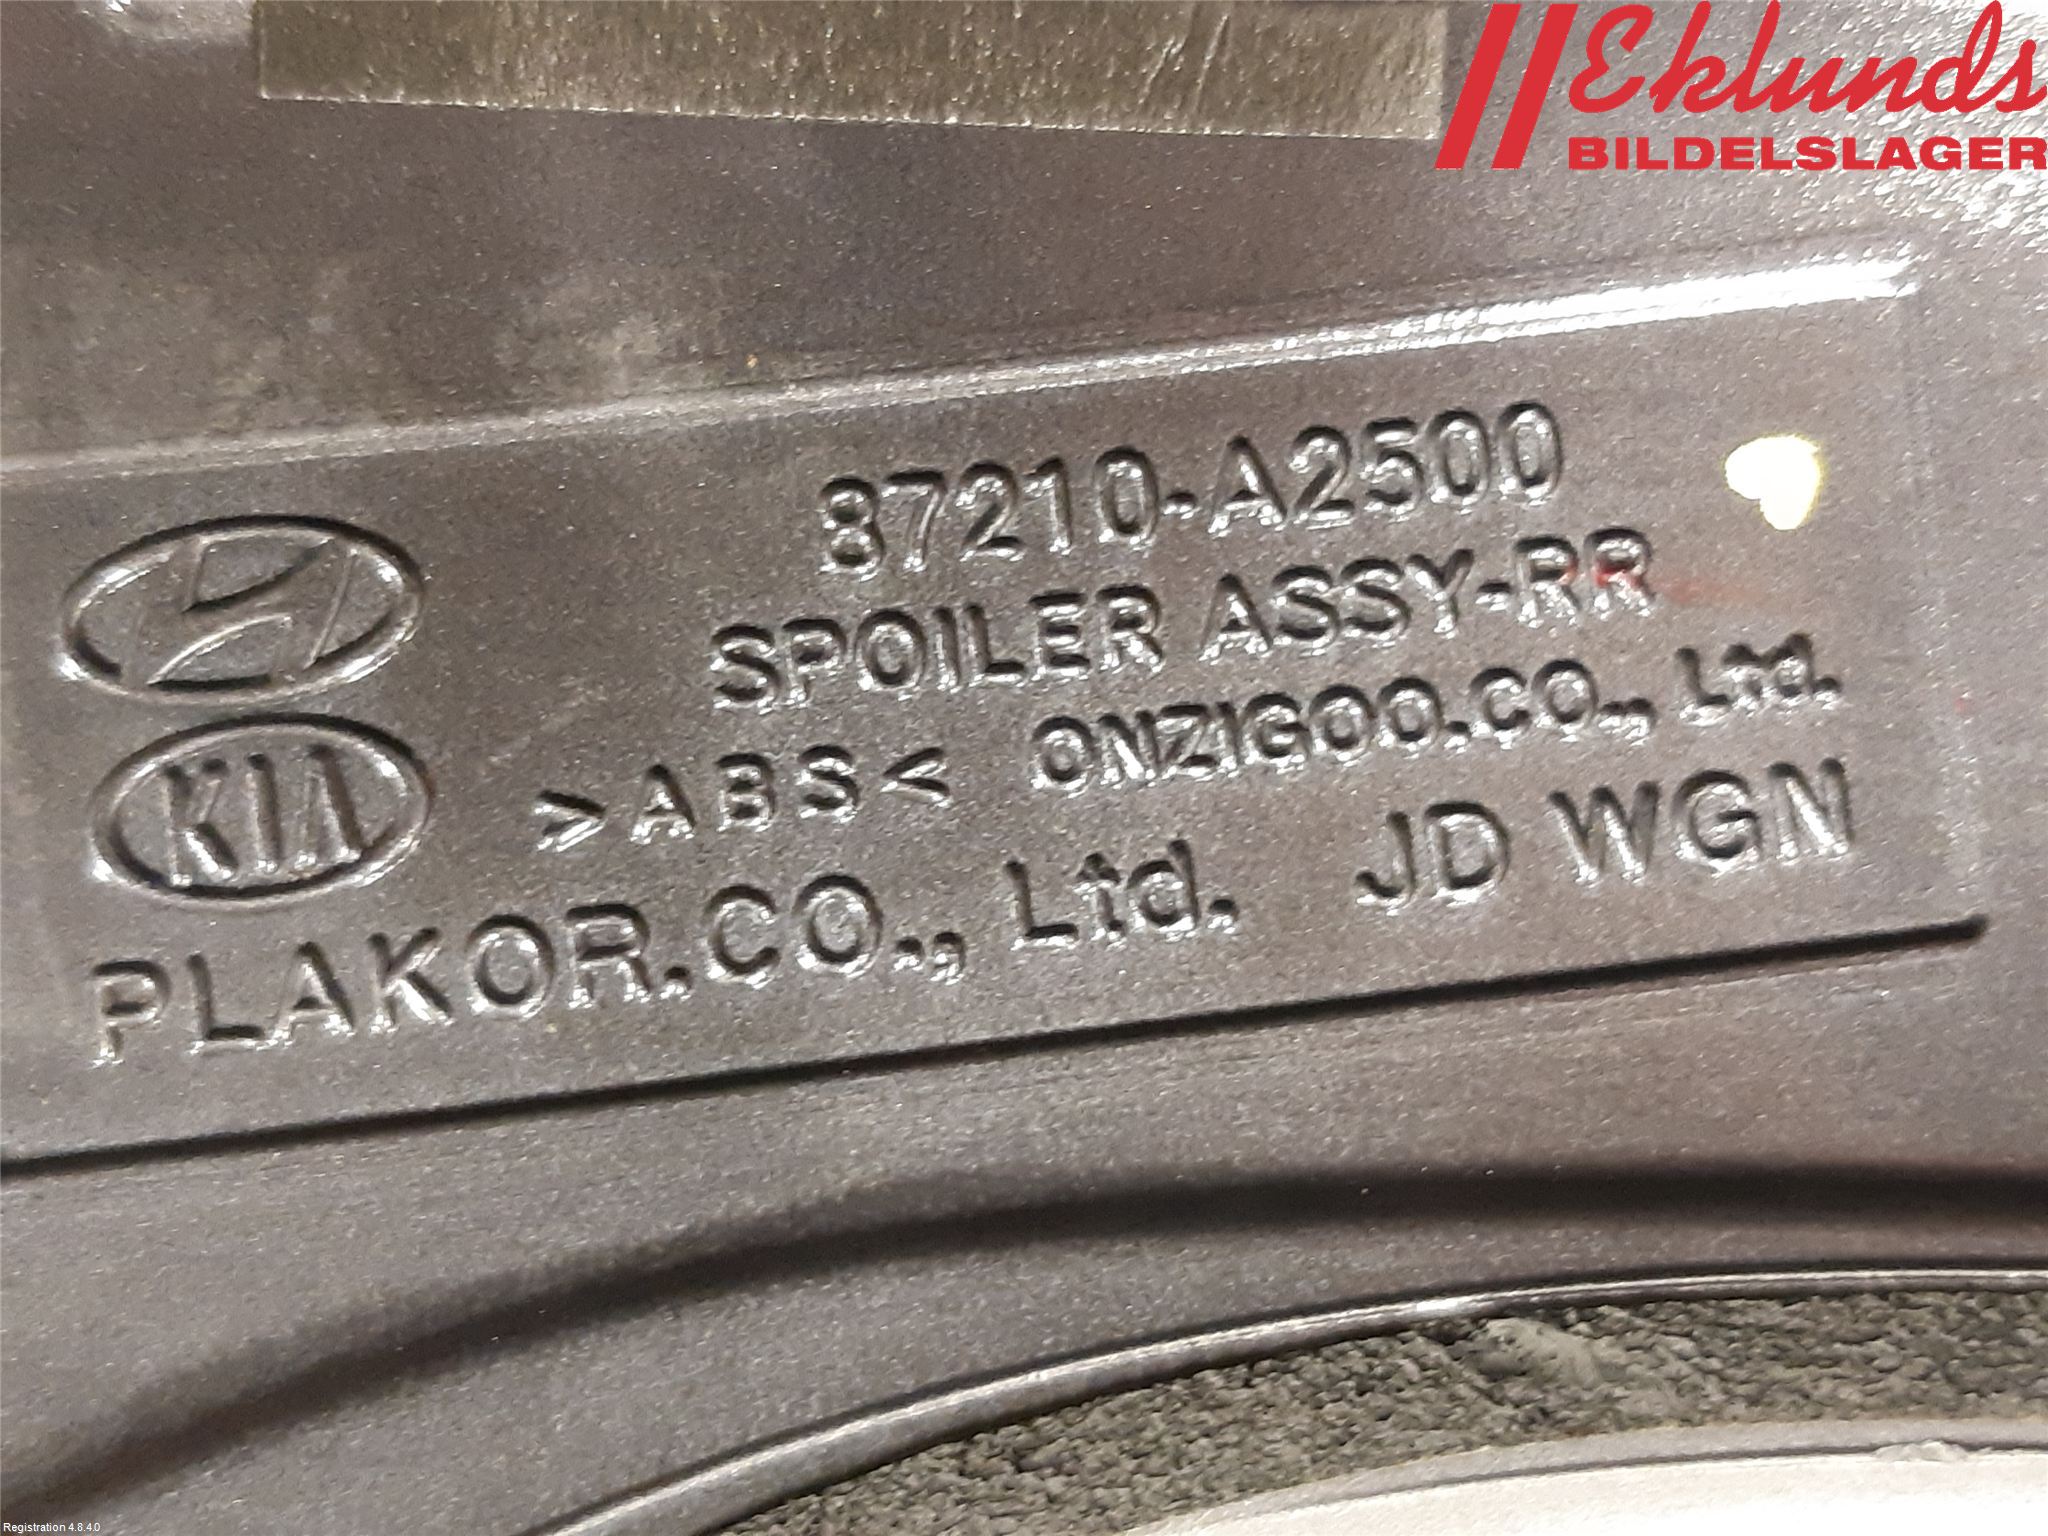 Eklunds
BILDELSLAGER
87210-A2500
SPOILER ASSY-RR
>ABS< ONZIGOO.CO., Ltd.
KIA
PLAKOR.CO., Ltd. JD WGN
Registration 4.8.4.0